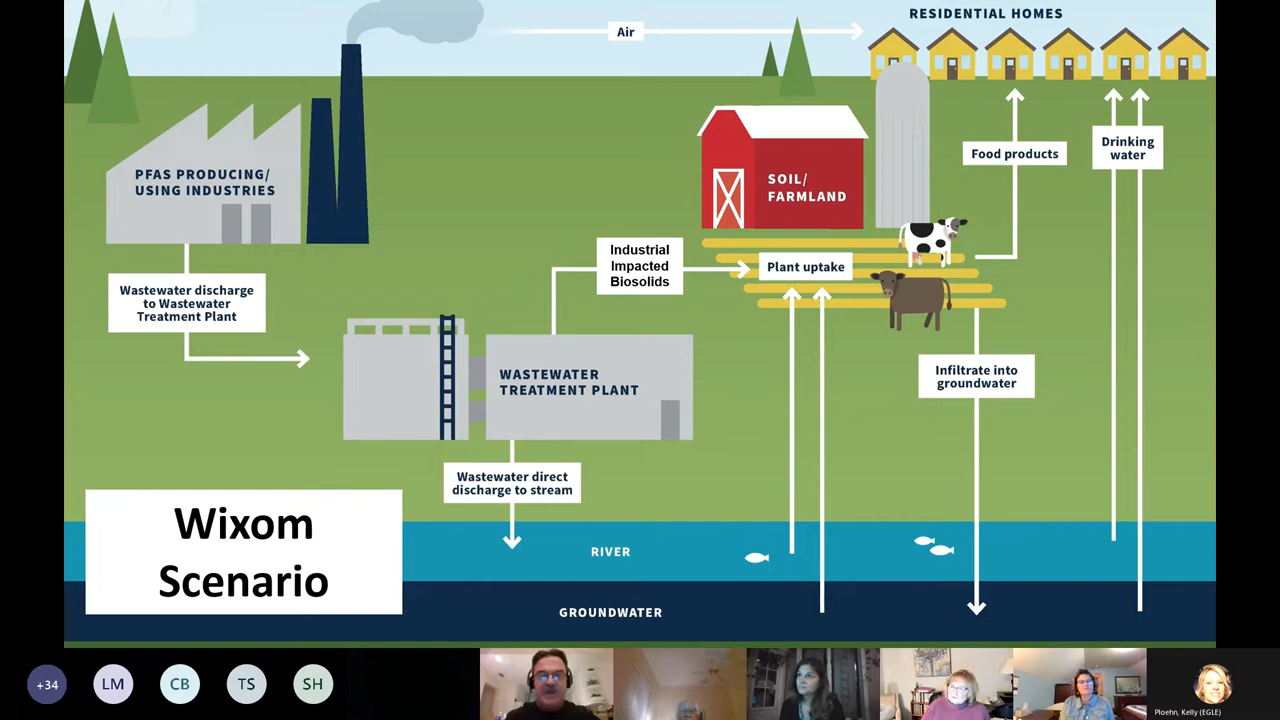 RESIDENTIAL HOMES
Air
PFAS PRODUCING/
USING INDUSTRIES
SOIL/
FARMLAND
Food products
Drinking
water
Industrial
Impacted
Biosolids
Plant uptake
Wastewater discharge
to Wastewater
Treatment Plant
WASTEWATER
TREATMENT PLANT
Infiltrate into
groundwater
Wastewater direct
discharge to stream
Wixom
Scenario
RIVER
GROUNDWATER
+34
LM
CB
TS
SH
Ploehn, Kelly (EGLE)